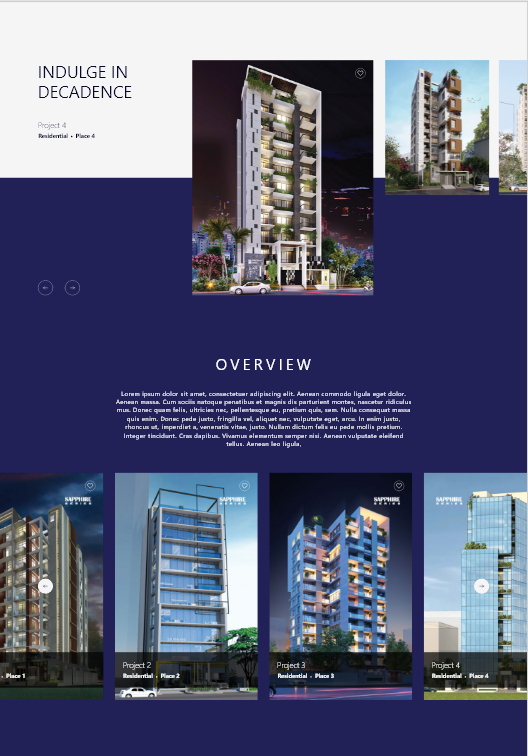 INDULGE IN
DECADENCE
Project 4
Residential • Place 4
OVERVIEW
Lorem ipsum dolor sit amet, consectetuer adipiscing elit. Aenean commodo ligula eget dolor.
Aenean massa. Cum sociis natoque penatibus et magnis dis parturient montes, nascetur ridiculus
mus. Donec quam felis, ultricies nec, pellentesque eu, pretium quis, sem. Nulla consequat massa
quis enim. Donec pede justo, fringilla vel, aliquet nec, vulputate eget, arcu. In enim justo,
rhoncus ut, imperdiet a, venenatis vitae, justo. Nullam dictum felis eu pede mollis pretium.
Integer tincidunt. Cras dapibus. Vivamus elementum semper nisi. Aenean vulputate eleifend
tellus. Aenean leo ligula,
SAPPHIRE
SERIES
SAPPHIRE
SERIES
SAPPHIRE
SERIES
SAPPHIRE
SERIES
• Place 1
Project 2
Residential • Place 2
Project 3
Residential • Place 3
Project 4
Residential • Place 4